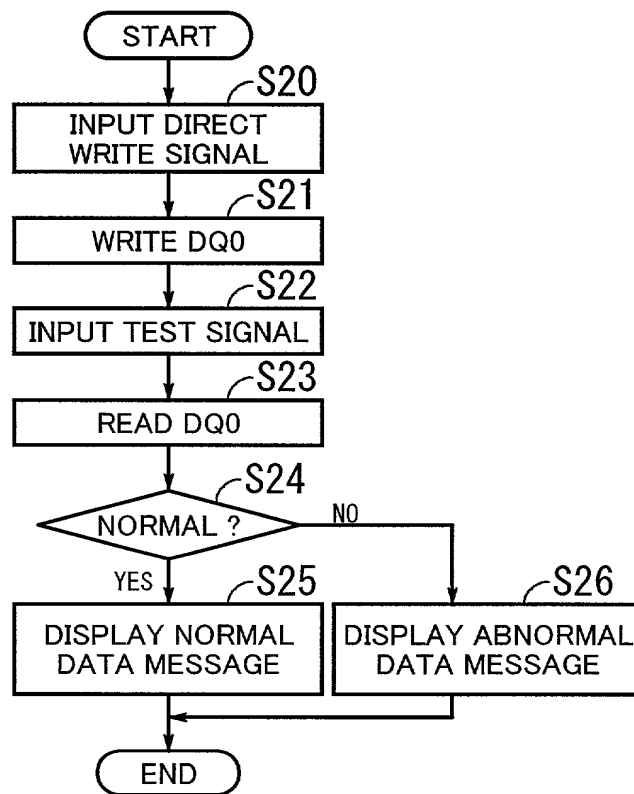 START
S20
INPUT DIRECT
WRITE SIGNAL
S21
WRITE DQ0
S22
INPUT TEST SIGNAL
S23
READ DQ0
S24
NORMAL ?
NO
YES
S25
DISPLAY NORMAL
DATA MESSAGE
S26
DISPLAY ABNORMAL
DATA MESSAGE
END